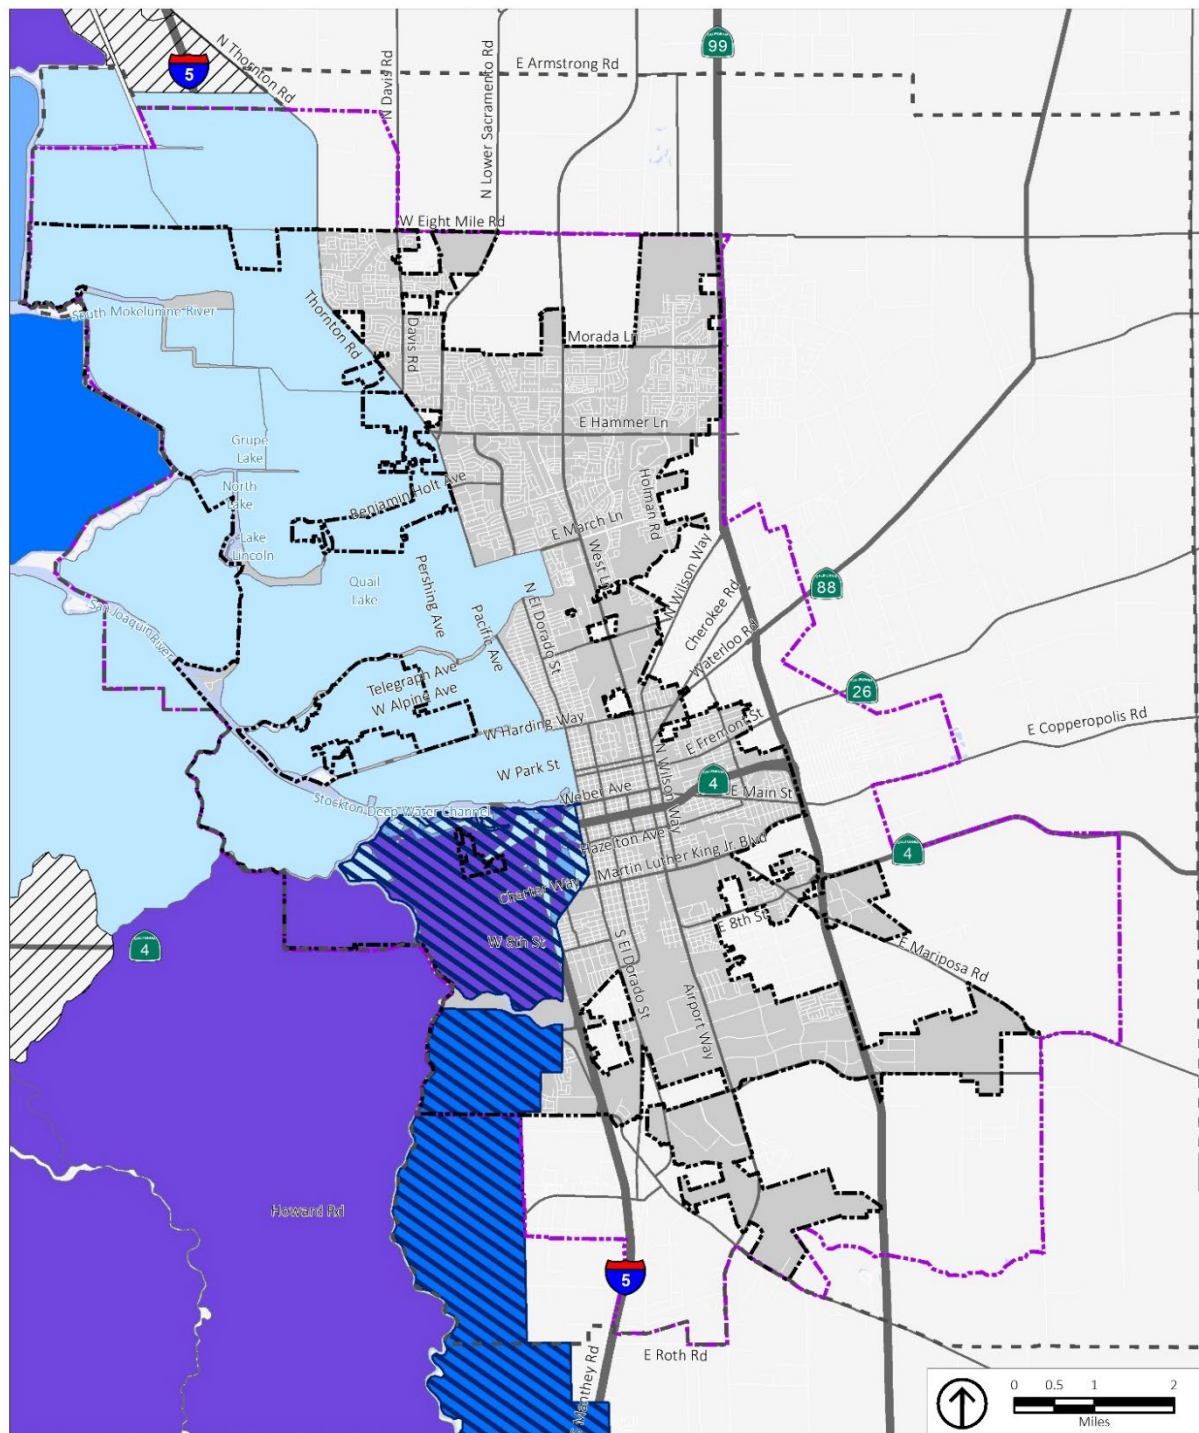 99
N Thornton Rd
5
N Davis Rd
N Lower Sacramento Rd
E Armstrong Rd
W Eight Mile Rd
South Mokelumne River
Thornton Rd
Davis Rd
Morada Ln
E Hammer Ln
Grupe
Lake
North
Lake
Benjamin Holt Ave
Holman Rd
E March Ln
Lake
Lincoln
West Ln
N Wilson Way
Quail
Lake
Pershing Ave
Cherokee Rd
88
N El Dorado St
San Joaquin River
Pacific Ave
Waterloo Rd
Telegraph Ave
W Alpine Ave
26
W Harding Way
E Fremont St
E Copperopolis Rd
W Park St
N Wilson Way
4
Weber Ave
E Main St
Stockton Deep Water Channel
Hazelton Ave
Martin Luther King Jr Blvd
4
Charter Way
E 8th St
4
W 8th St
E Mariposa Rd
S El Dorado St
Airport Way
Howard Rd
5
E Roth Rd
S Manthey Rd
0 0.5 1 2
Miles